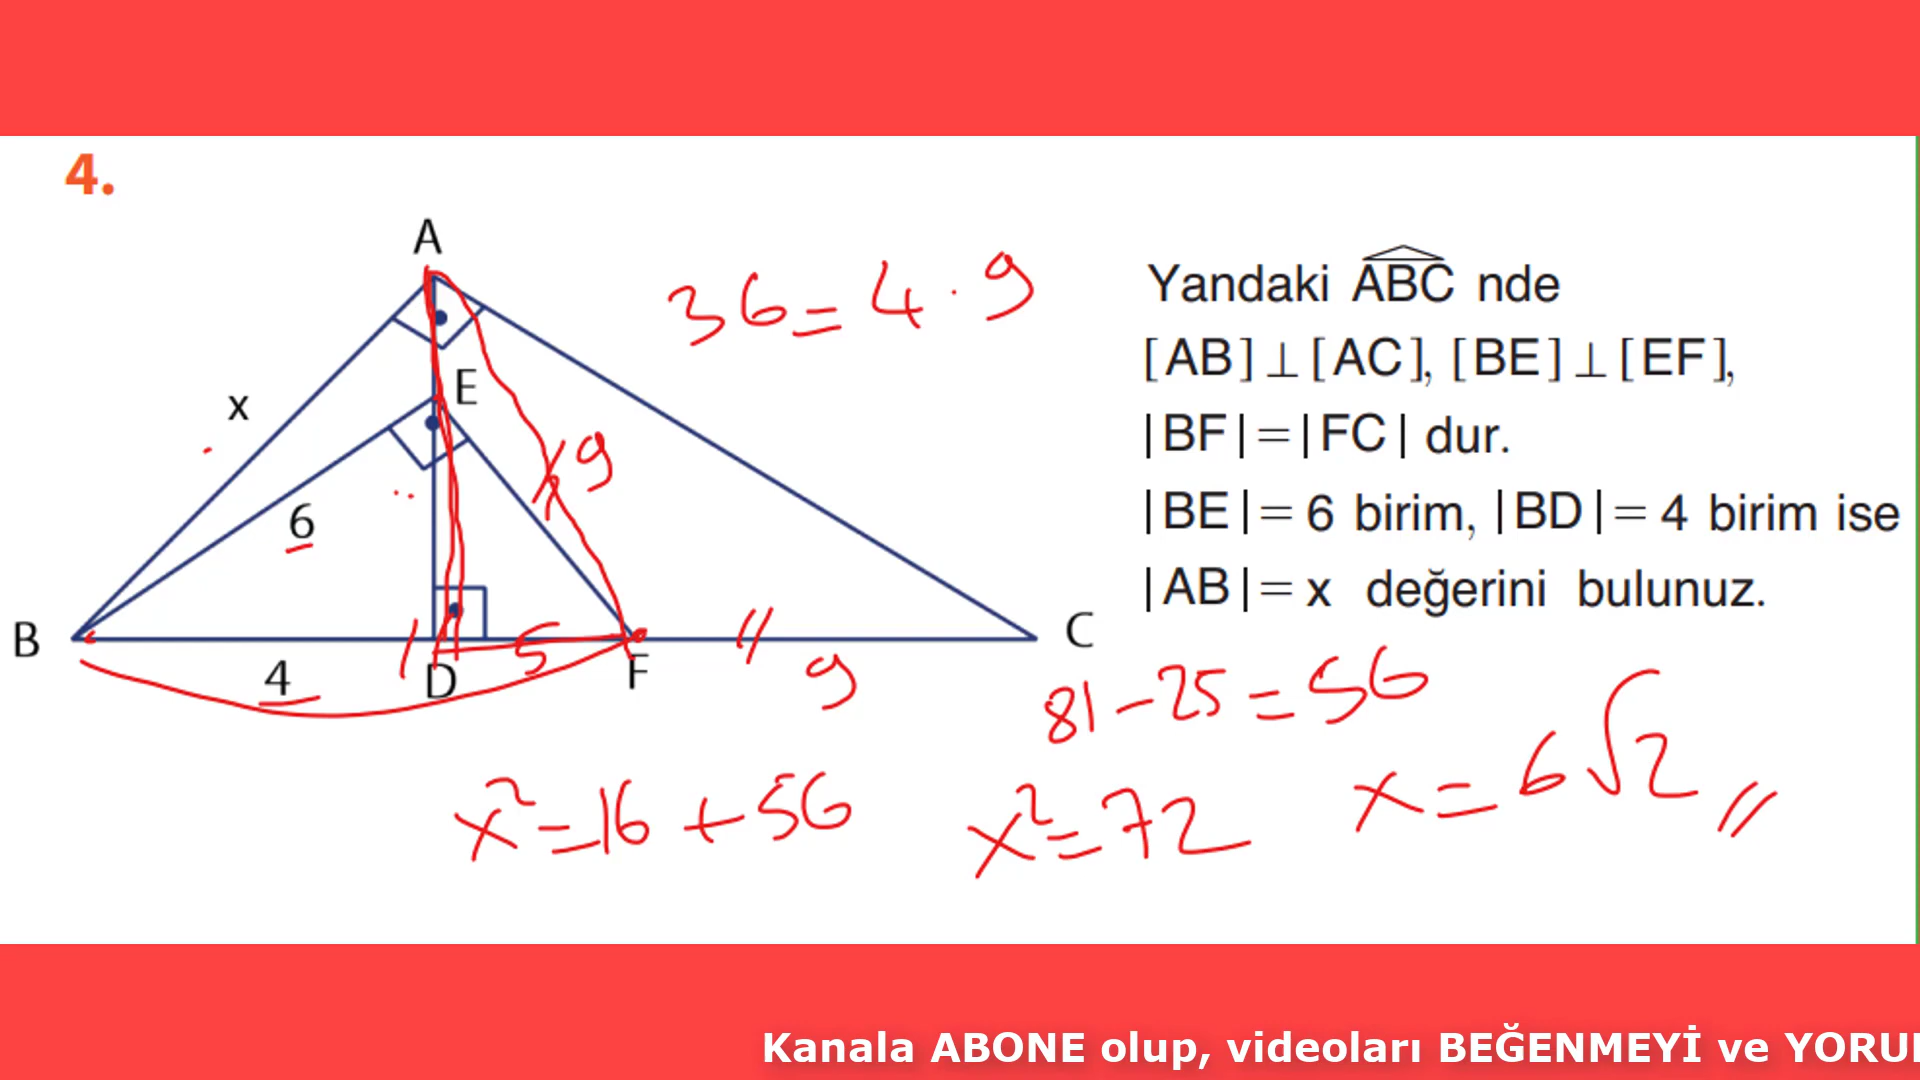 4.
A
36 = 4 . 9
Yandaki ABC nde
[AB]⊥[AC], [BE]⊥[EF],
E
x
9
|BF|=|FC| dur.
6
|BE|= 6 birim, |BD|= 4 birim ise
|AB|= x değerini bulunuz.
B
4
D
5
F
9
C
81 - 25 = 56
x² = 16 + 56
x² = 72
x = 6√2 //
Kanala ABONE olup, videoları BEĞENMEYİ ve